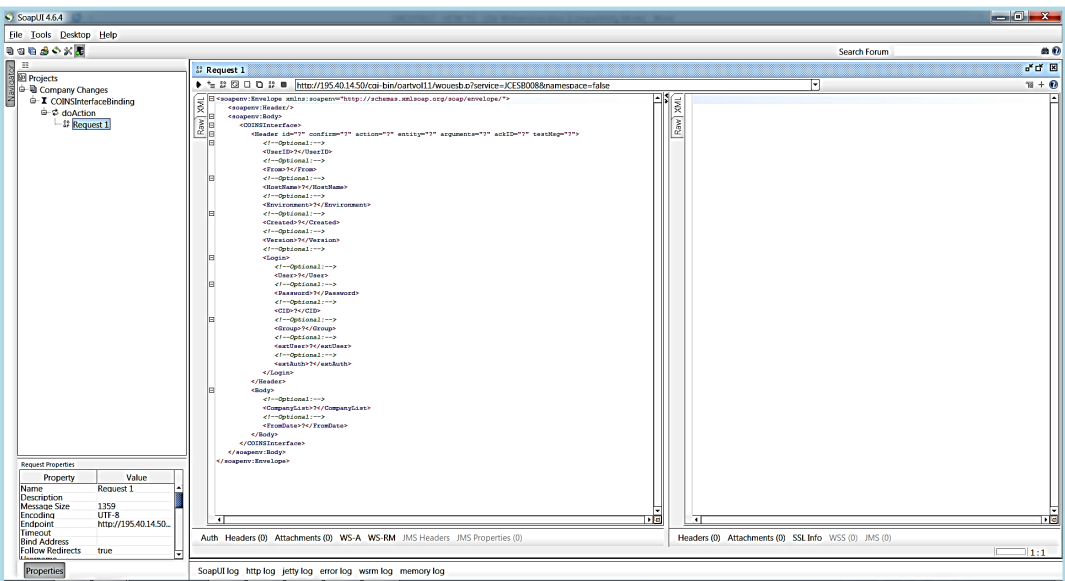 SoapUI 4.6.4
File Tools Desktop Help
Search Forum
Navigator
Projects
Company Changes
COINSInterfaceBinding
doAction
Request 1
Request 1
http://195.40.14.50/cgi-bin/oartvol11/wouesb.p?service=JCESB008&namespace=false
XML
Raw
<soapenv:Envelope xmlns:soapenv="http://schemas.xmlsoap.org/soap/envelope/">
<soapenv:Header/>
<soapenv:Body>
<COINSInterface>
<Header id="?" confirm="?" action="?" entity="?" arguments="?" ackID="?" testMsg="?">
<!--Optional:-->
<UserID>?</UserID>
<!--Optional:-->
<From>?</From>
<!--Optional:-->
<HostName>?</HostName>
<!--Optional:-->
<Environment>?</Environment>
<!--Optional:-->
<Created>?</Created>
<!--Optional:-->
<Version>?</Version>
<!--Optional:-->
<Login>
<!--Optional:-->
<User>?</User>
<!--Optional:-->
<Password>?</Password>
<!--Optional:-->
<CID>?</CID>
<!--Optional:-->
<Group>?</Group>
<!--Optional:-->
<extUser>?</extUser>
<!--Optional:-->
<extAuth>?</extAuth>
</Login>
</Header>
<Body>
<!--Optional:-->
<CompanyList>?</CompanyList>
<!--Optional:-->
<FromDate>?</FromDate>
</Body>
</COINSInterface>
</soapenv:Body>
</soapenv:Envelope>
XML
Raw
Request Properties
Property Value
Name Request 1
Description
Message Size 1359
Encoding UTF-8
Endpoint http://195.40.14.50...
Timeout
Bind Address
Follow Redirects true
Username
Auth Headers (0) Attachments (0) WS-A WS-RM JMS Headers JMS Properties (0)
Headers (0) Attachments (0) SSL Info WSS (0) JMS (0)
1:1
Properties
SoapUI log http log jetty log error log wsrm log memory log